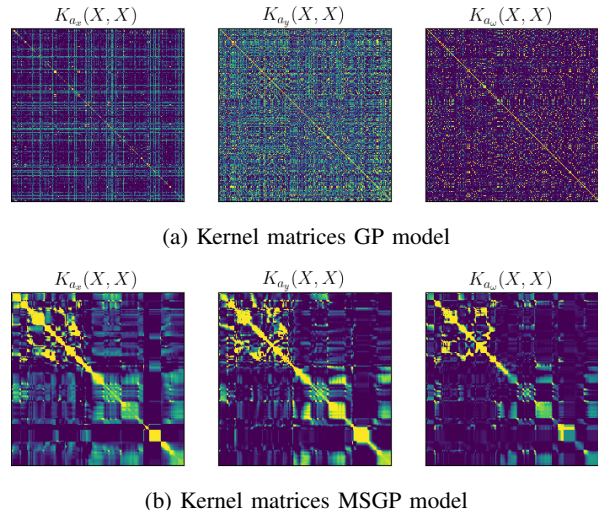 K_{a_x}(X, X) K_{a_y}(X, X) K_{a_ω}(X, X)
(a) Kernel matrices GP model
K_{a_x}(X, X) K_{a_y}(X, X) K_{a_ω}(X, X)
(b) Kernel matrices MSGP model